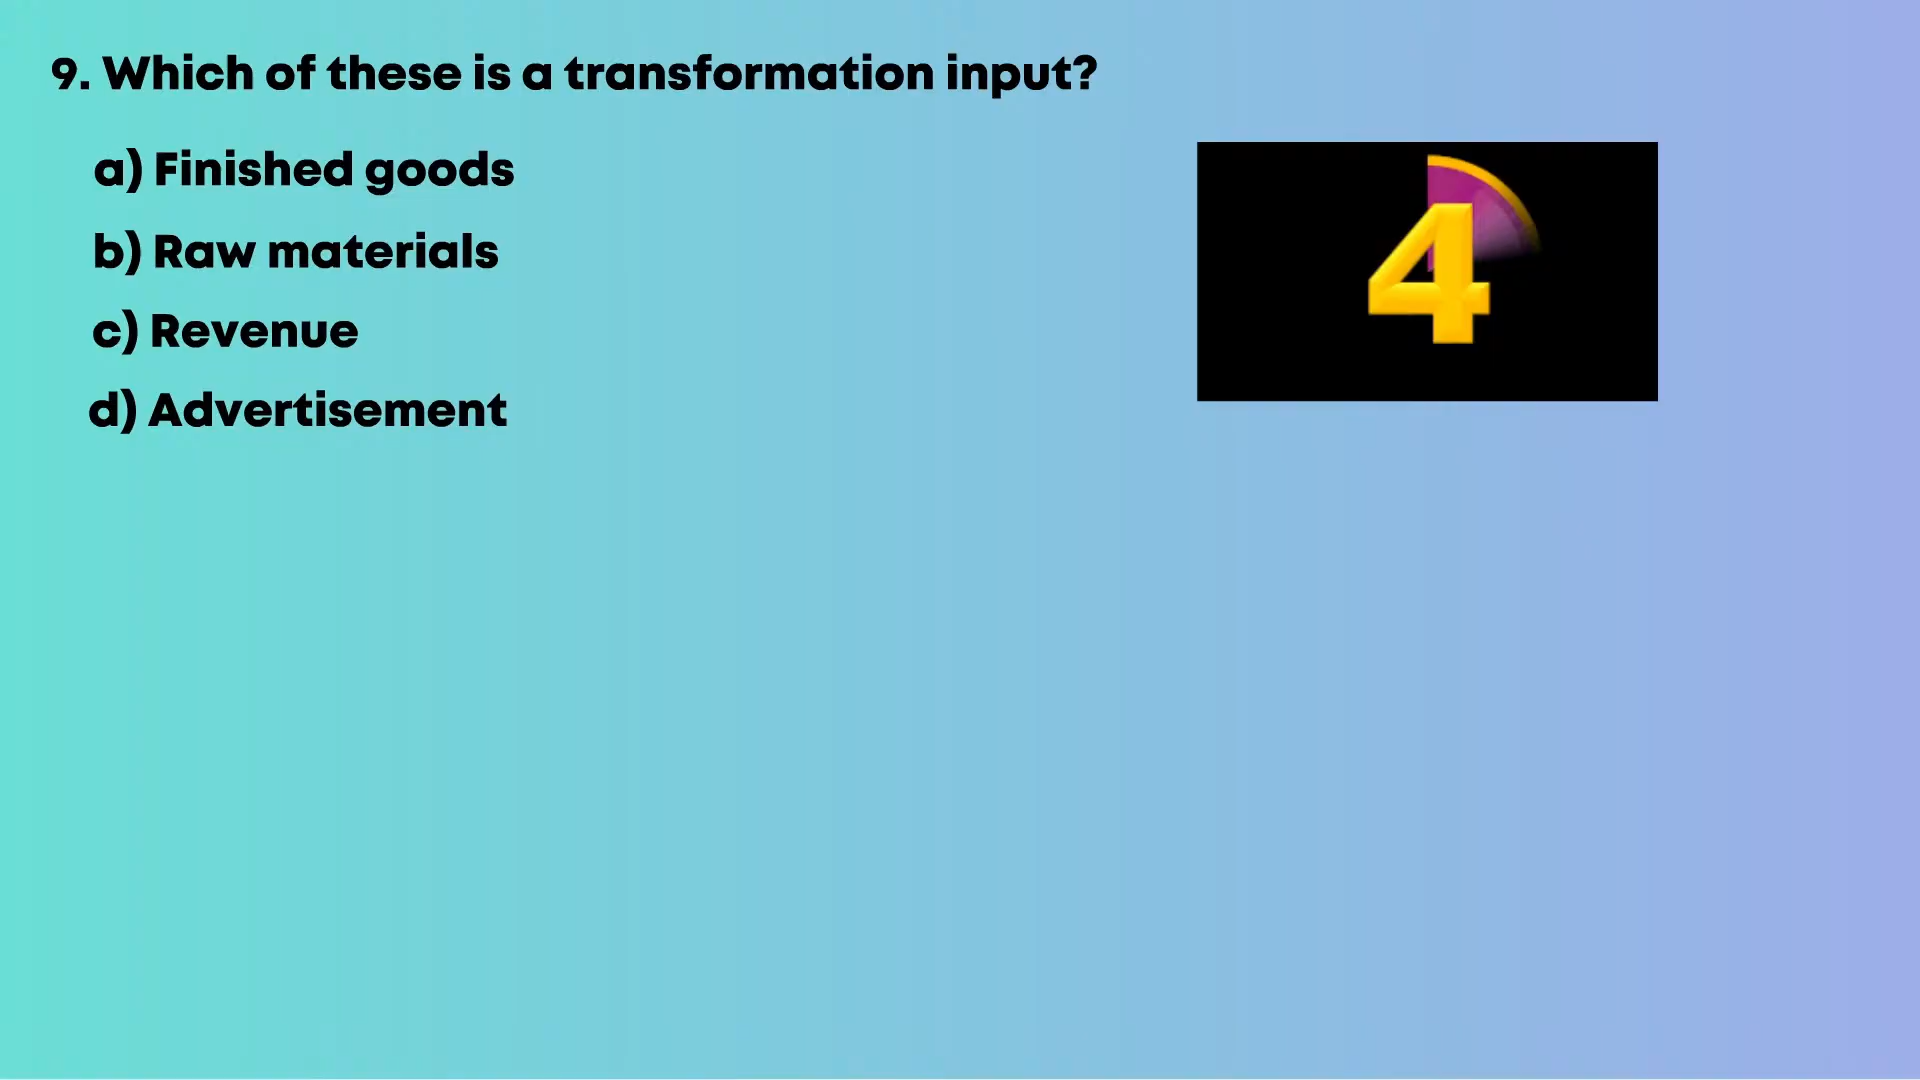 9. Which of these is a transformation input?
a) Finished goods
b) Raw materials
c) Revenue
d) Advertisement
4